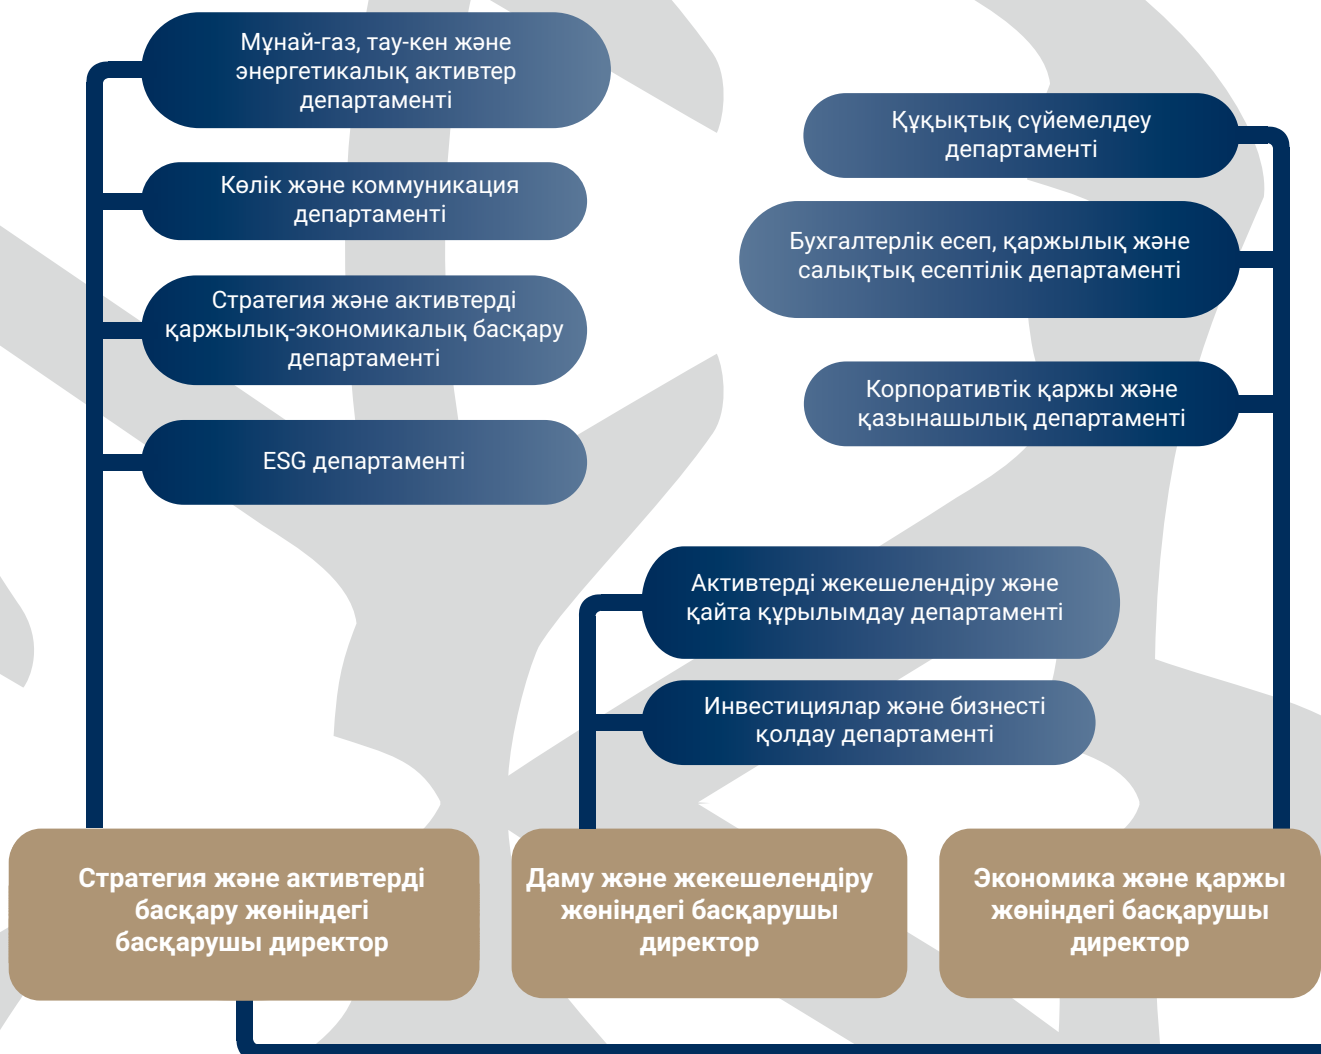 Мұнай-газ, тау-кен және
энергетикалық активтер
департаменті
Көлік және коммуникация
департаменті
Стратегия және активтерді
қаржылық-экономикалық басқару
департаменті
ESG департаменті
Құқықтық сүйемелдеу
департаменті
Бухгалтерлік есеп, қаржылық және
салықтық есептілік департаменті
Корпоративтік қаржы және
қазынашылық департаменті
Активтерді жекешелендіру және
қайта құрылымдау департаменті
Инвестициялар және бизнесті
қолдау департаменті
Стратегия және активтерді
басқару жөніндегі
басқарушы директор
Даму және жекешелендіру
жөніндегі басқарушы
директор
Экономика және қаржы
жөніндегі басқарушы
директор